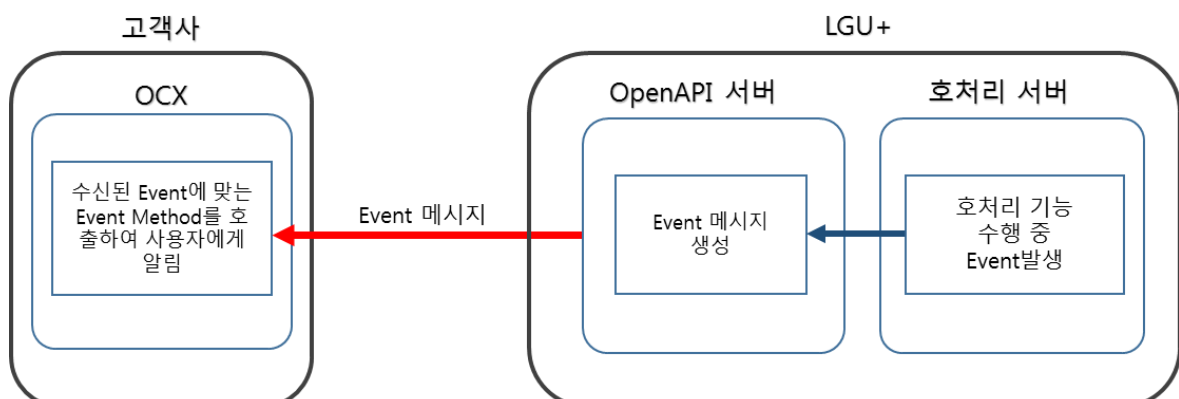 고객사
LGU+
OCX
OpenAPI 서버
호처리 서버
수신된 Event에 맞는
Event Method를 호
출하여 사용자에게
알림
Event 메시지
Event 메시지
생성
호처리 기능
수행 중
Event발생